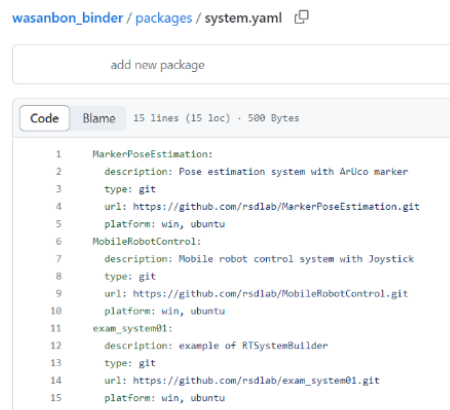 wasanbon_binder / packages / system.yaml
add new package
Code Blame 15 lines (15 loc) · 500 Bytes
1 MarkerPoseEstimation:
2 description: Pose estimation system with ArUco marker
3 type: git
4 url: https://github.com/rsdlab/MarkerPoseEstimation.git
5 platform: win, ubuntu
6 MobileRobotControl:
7 description: Mobile robot control system with Joystick
8 type: git
9 url: https://github.com/rsdlab/MobileRobotControl.git
10 platform: win, ubuntu
11 exam_system01:
12 description: example of RTSystemBuilder
13 type: git
14 url: https://github.com/rsdlab/exam_system01.git
15 platform: win, ubuntu